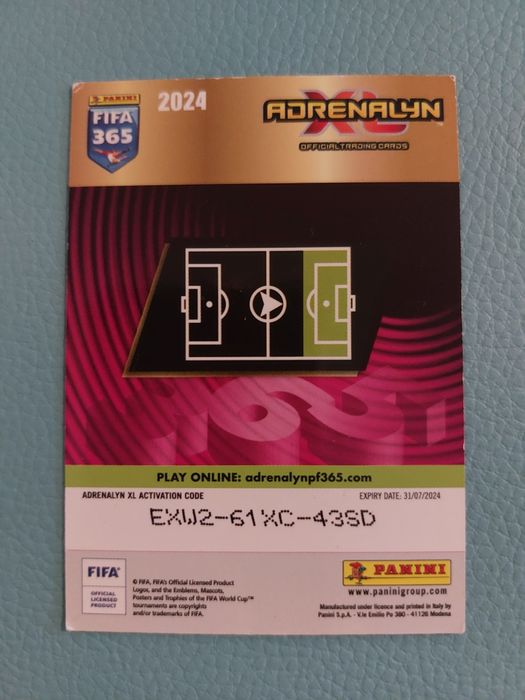 PANINI
FIFA
365
2024
ADRENALYN
XL
OFFICIAL TRADING CARDS
PLAY ONLINE: adrenalynpf365.com
ADRENALYN XL ACTIVATION CODE
EXPIRY DATE: 31/07/2024
EXW2-61XC-43SD
FIFA®
OFFICIAL
LICENSED
PRODUCT
© FIFA, FIFA's Official Licensed Product
Logos, and the Emblems, Mascots,
Posters and Trophies of the FIFA World Cup™
tournaments are copyrights
and/or trademarks of FIFA.
PANINI
www.paninigroup.com
Manufactured under licence and printed in Italy by
Panini S.p.A. - V.le Emilio Po 380 - 41126 Modena